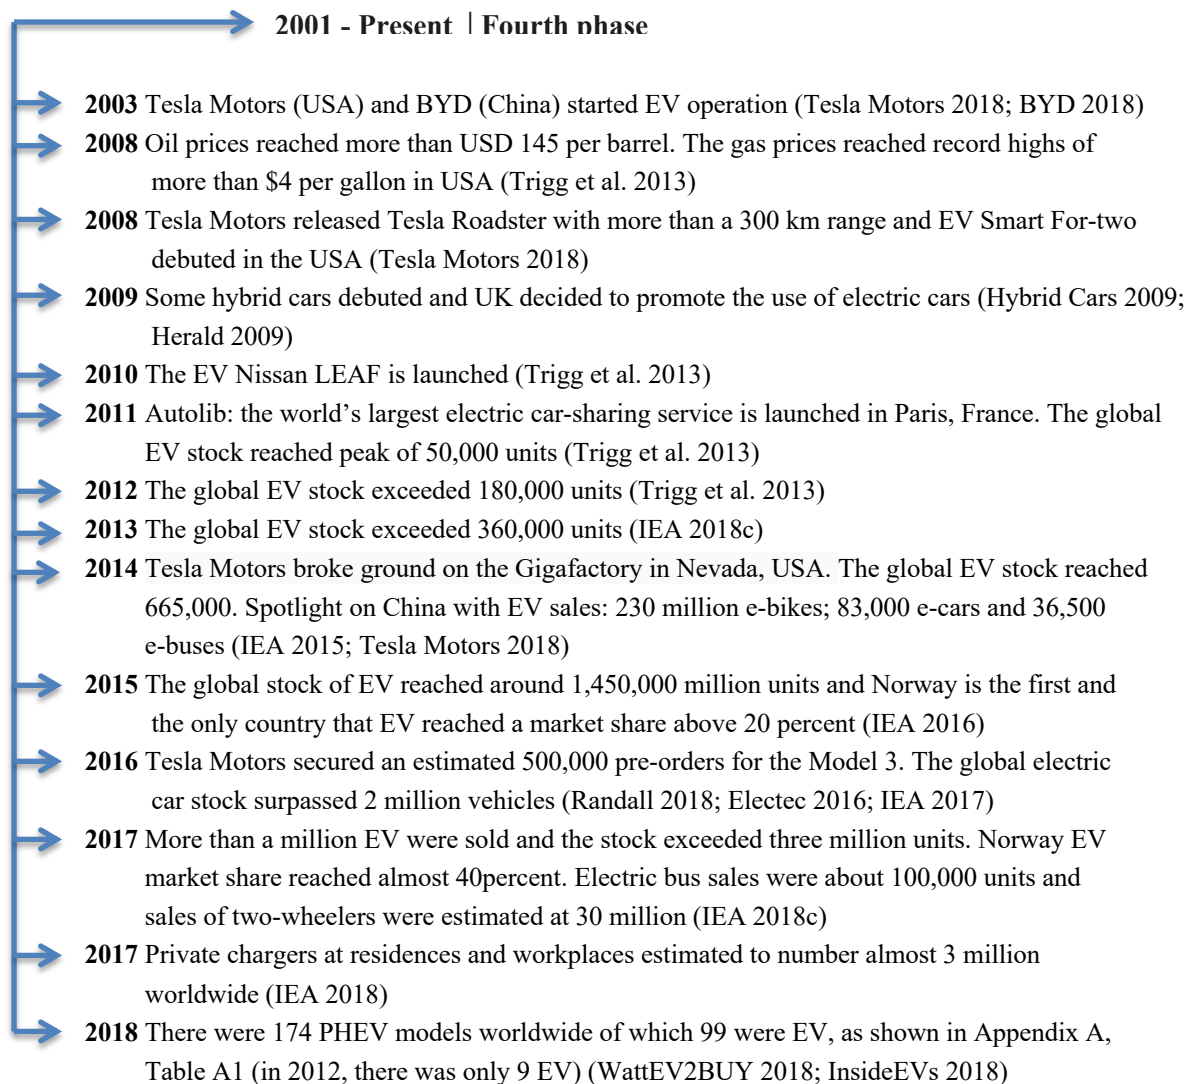 2001 - Present | Fourth phase
2003 Tesla Motors (USA) and BYD (China) started EV operation (Tesla Motors 2018; BYD 2018)
2008 Oil prices reached more than USD 145 per barrel. The gas prices reached record highs of
more than $4 per gallon in USA (Trigg et al. 2013)
2008 Tesla Motors released Tesla Roadster with more than a 300 km range and EV Smart For-two
debuted in the USA (Tesla Motors 2018)
2009 Some hybrid cars debuted and UK decided to promote the use of electric cars (Hybrid Cars 2009;
Herald 2009)
2010 The EV Nissan LEAF is launched (Trigg et al. 2013)
2011 Autolib: the world’s largest electric car-sharing service is launched in Paris, France. The global
EV stock reached peak of 50,000 units (Trigg et al. 2013)
2012 The global EV stock exceeded 180,000 units (Trigg et al. 2013)
2013 The global EV stock exceeded 360,000 units (IEA 2018c)
2014 Tesla Motors broke ground on the Gigafactory in Nevada, USA. The global EV stock reached
665,000. Spotlight on China with EV sales: 230 million e-bikes; 83,000 e-cars and 36,500
e-buses (IEA 2015; Tesla Motors 2018)
2015 The global stock of EV reached around 1,450,000 million units and Norway is the first and
the only country that EV reached a market share above 20 percent (IEA 2016)
2016 Tesla Motors secured an estimated 500,000 pre-orders for the Model 3. The global electric
car stock surpassed 2 million vehicles (Randall 2018; Electec 2016; IEA 2017)
2017 More than a million EV were sold and the stock exceeded three million units. Norway EV
market share reached almost 40percent. Electric bus sales were about 100,000 units and
sales of two-wheelers were estimated at 30 million (IEA 2018c)
2017 Private chargers at residences and workplaces estimated to number almost 3 million
worldwide (IEA 2018)
2018 There were 174 PHEV models worldwide of which 99 were EV, as shown in Appendix A,
Table A1 (in 2012, there was only 9 EV) (WattEV2BUY 2018; InsideEVs 2018)